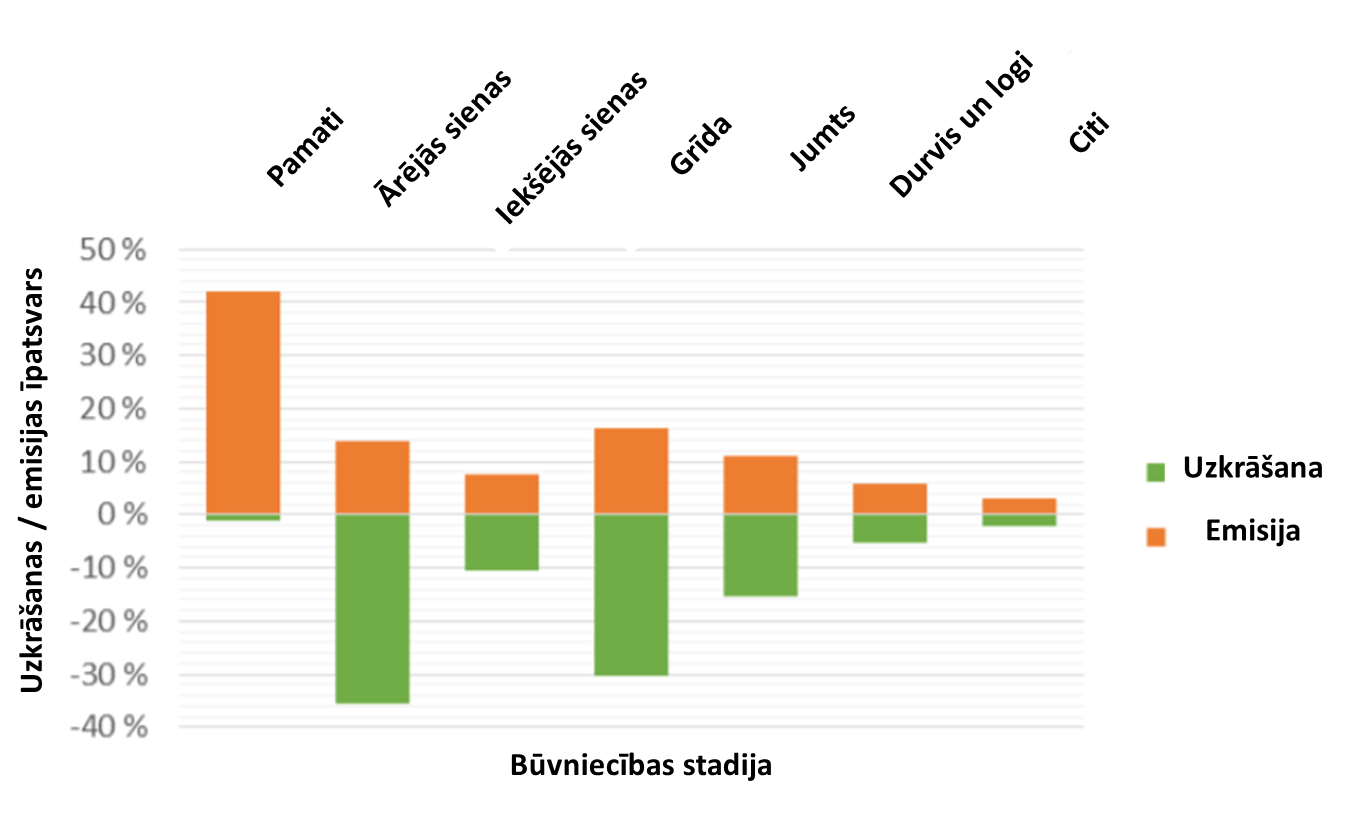 Pamati
Ārējās sienas
Iekšējās sienas
Grīda
Jumts
Durvis un logi
Citi
Uzkrāšanas / emisijas īpatsvars
50 %
40 %
30 %
20 %
10 %
0 %
-10 %
-20 %
-30 %
-40 %
Uzkrāšana
Emisija
Būvniecības stadija